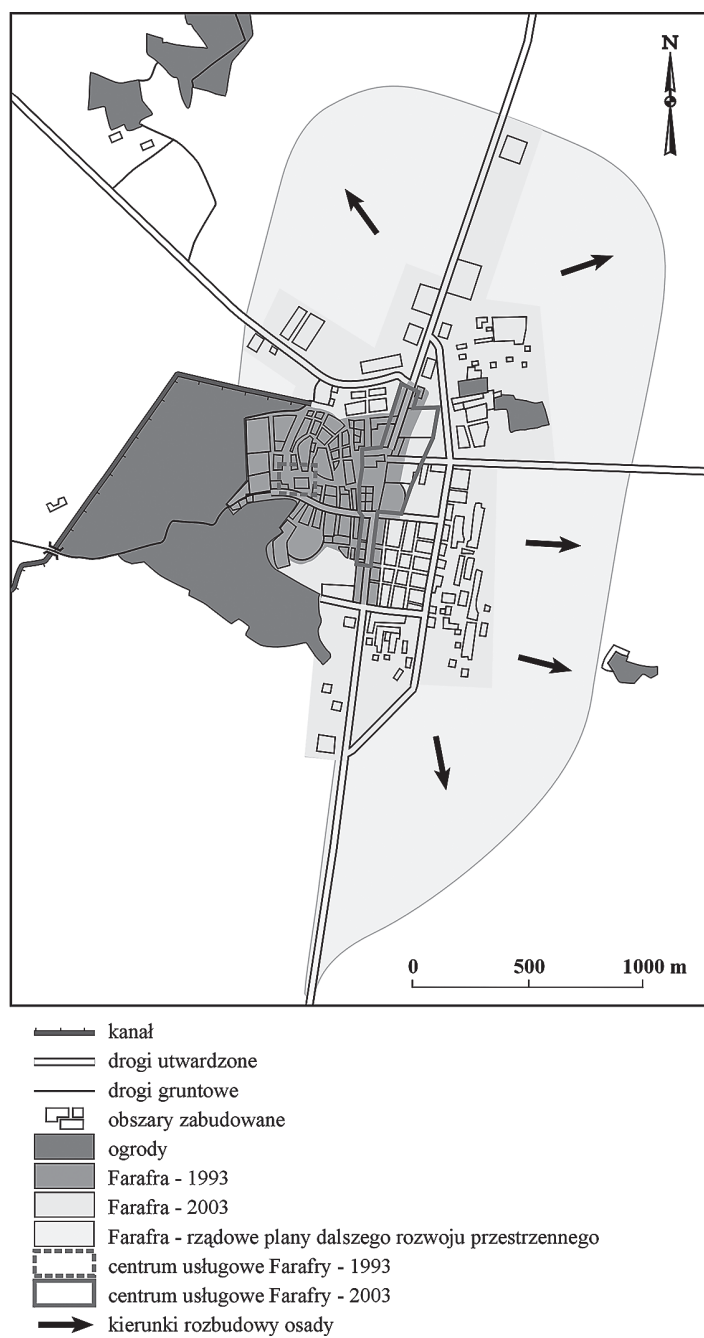 N
0 500 1000 m
kanał
drogi utwardzone
drogi gruntowe
obszary zabudowane
ogrody
Farafra - 1993
Farafra - 2003
Farafra - rządowe plany dalszego rozwoju przestrzennego
centrum usługowe Farafry - 1993
centrum usługowe Farafry - 2003
kierunki rozbudowy osady